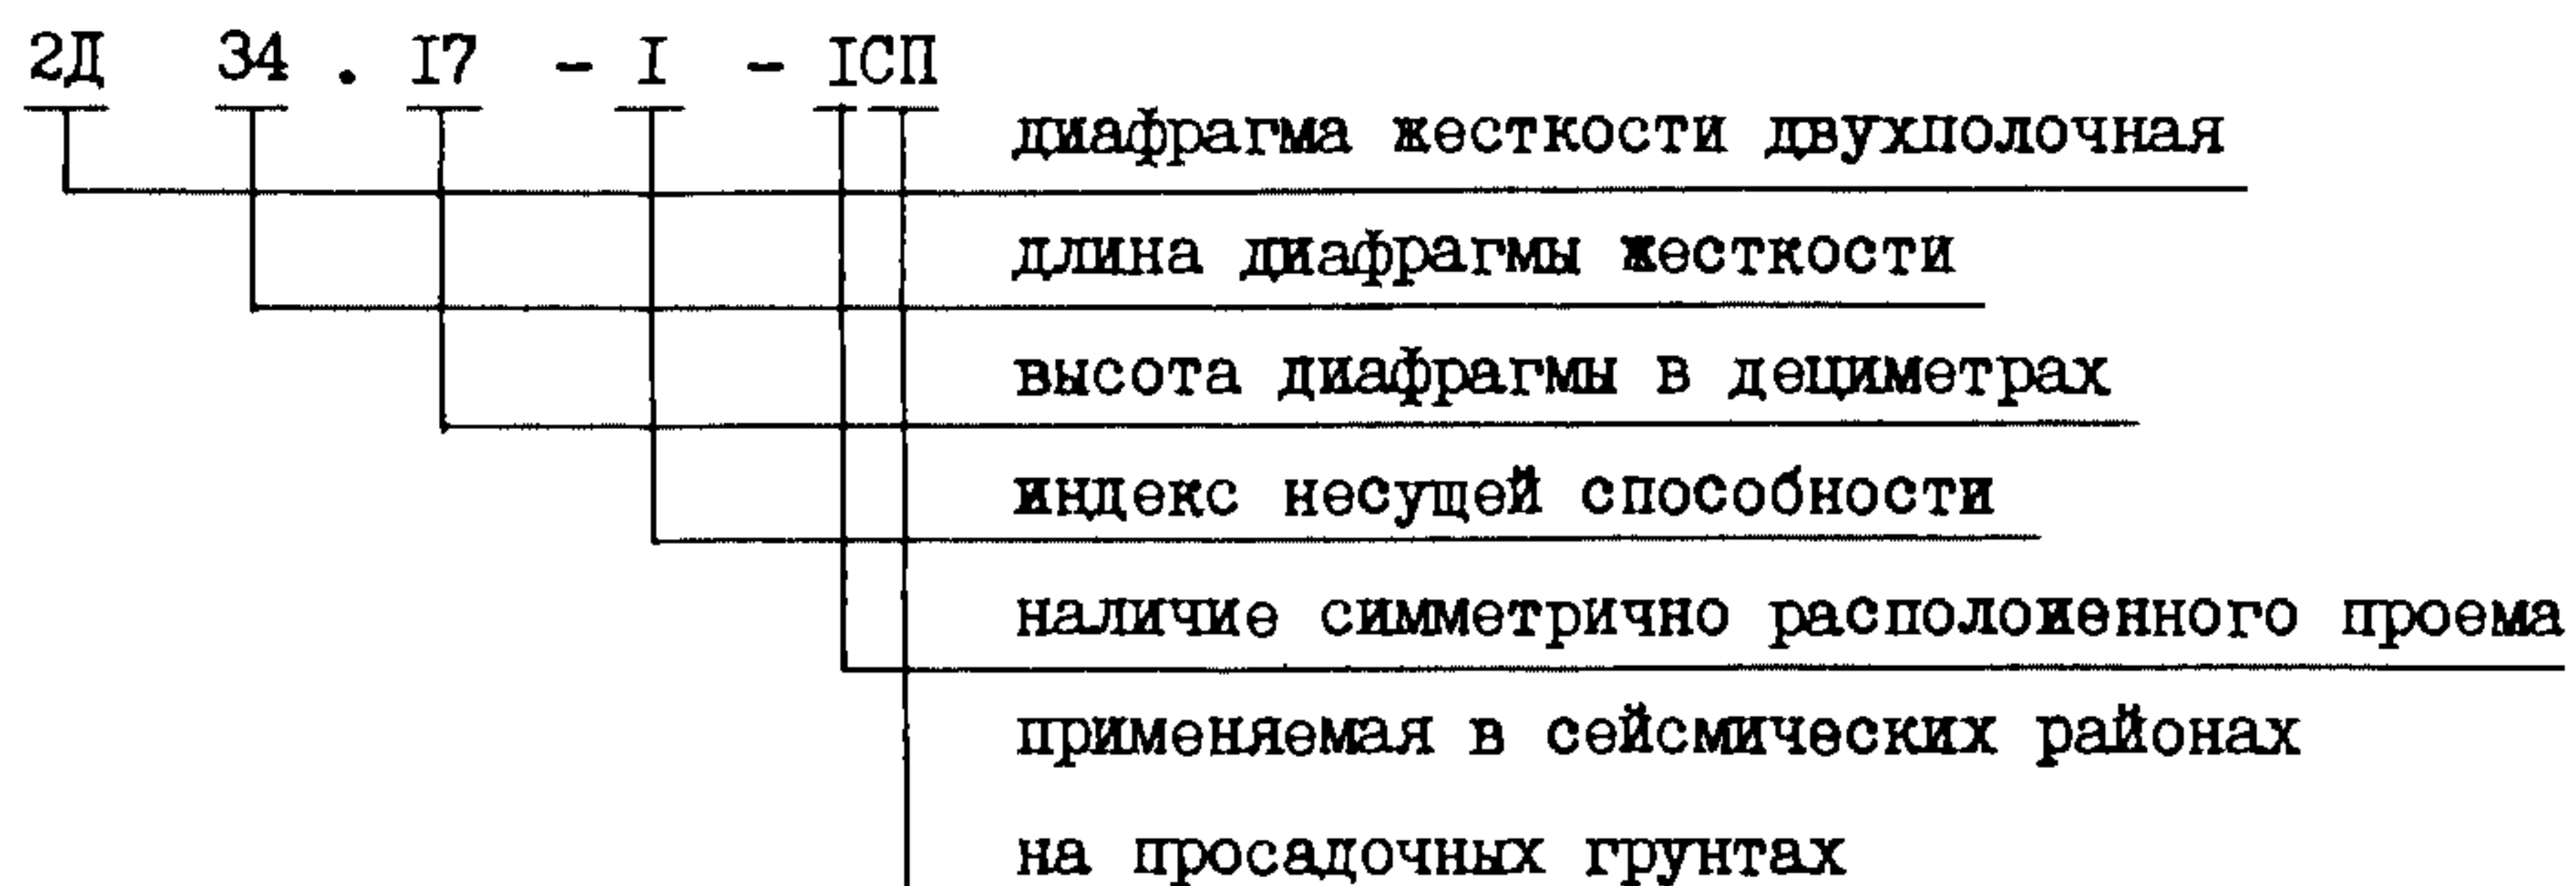 2Д 34 . I7 - I - IСП
диафрагма жесткости двухполочная
длина диафрагмы жесткости
высота диафрагмы в дециметрах
индекс несущей способности
наличие симметрично расположенного проема
применяемая в сейсмических районах
на просадочных грунтах